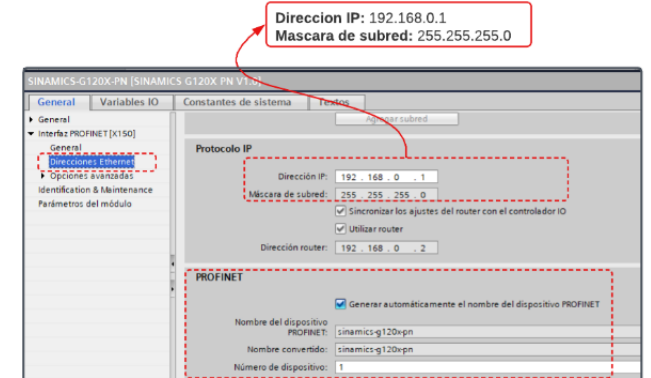 Direccion IP: 192.168.0.1
Mascara de subred: 255.255.255.0
SINAMICS-G120X-PN [SINAMICS G120X PN V1.0]
General Variables IO Constantes de sistema Textos
General
Interfaz PROFINET [X150]
General
Direcciones Ethernet
Opciones avanzadas
Identification & Maintenance
Parámetros del módulo
Agregar subred
Protocolo IP
Dirección IP: 192 . 168 . 0 . 1
Máscara de subred: 255 . 255 . 255 . 0
Sincronizar los ajustes del router con el controlador IO
Utilizar router
Dirección router: 192 . 168 . 0 . 2
PROFINET
Generar automáticamente el nombre del dispositivo PROFINET
Nombre del dispositivo
PROFINET: sinamics-g120x-pn
Nombre convertido: sinamics-g120x-pn
Número de dispositivo: 1